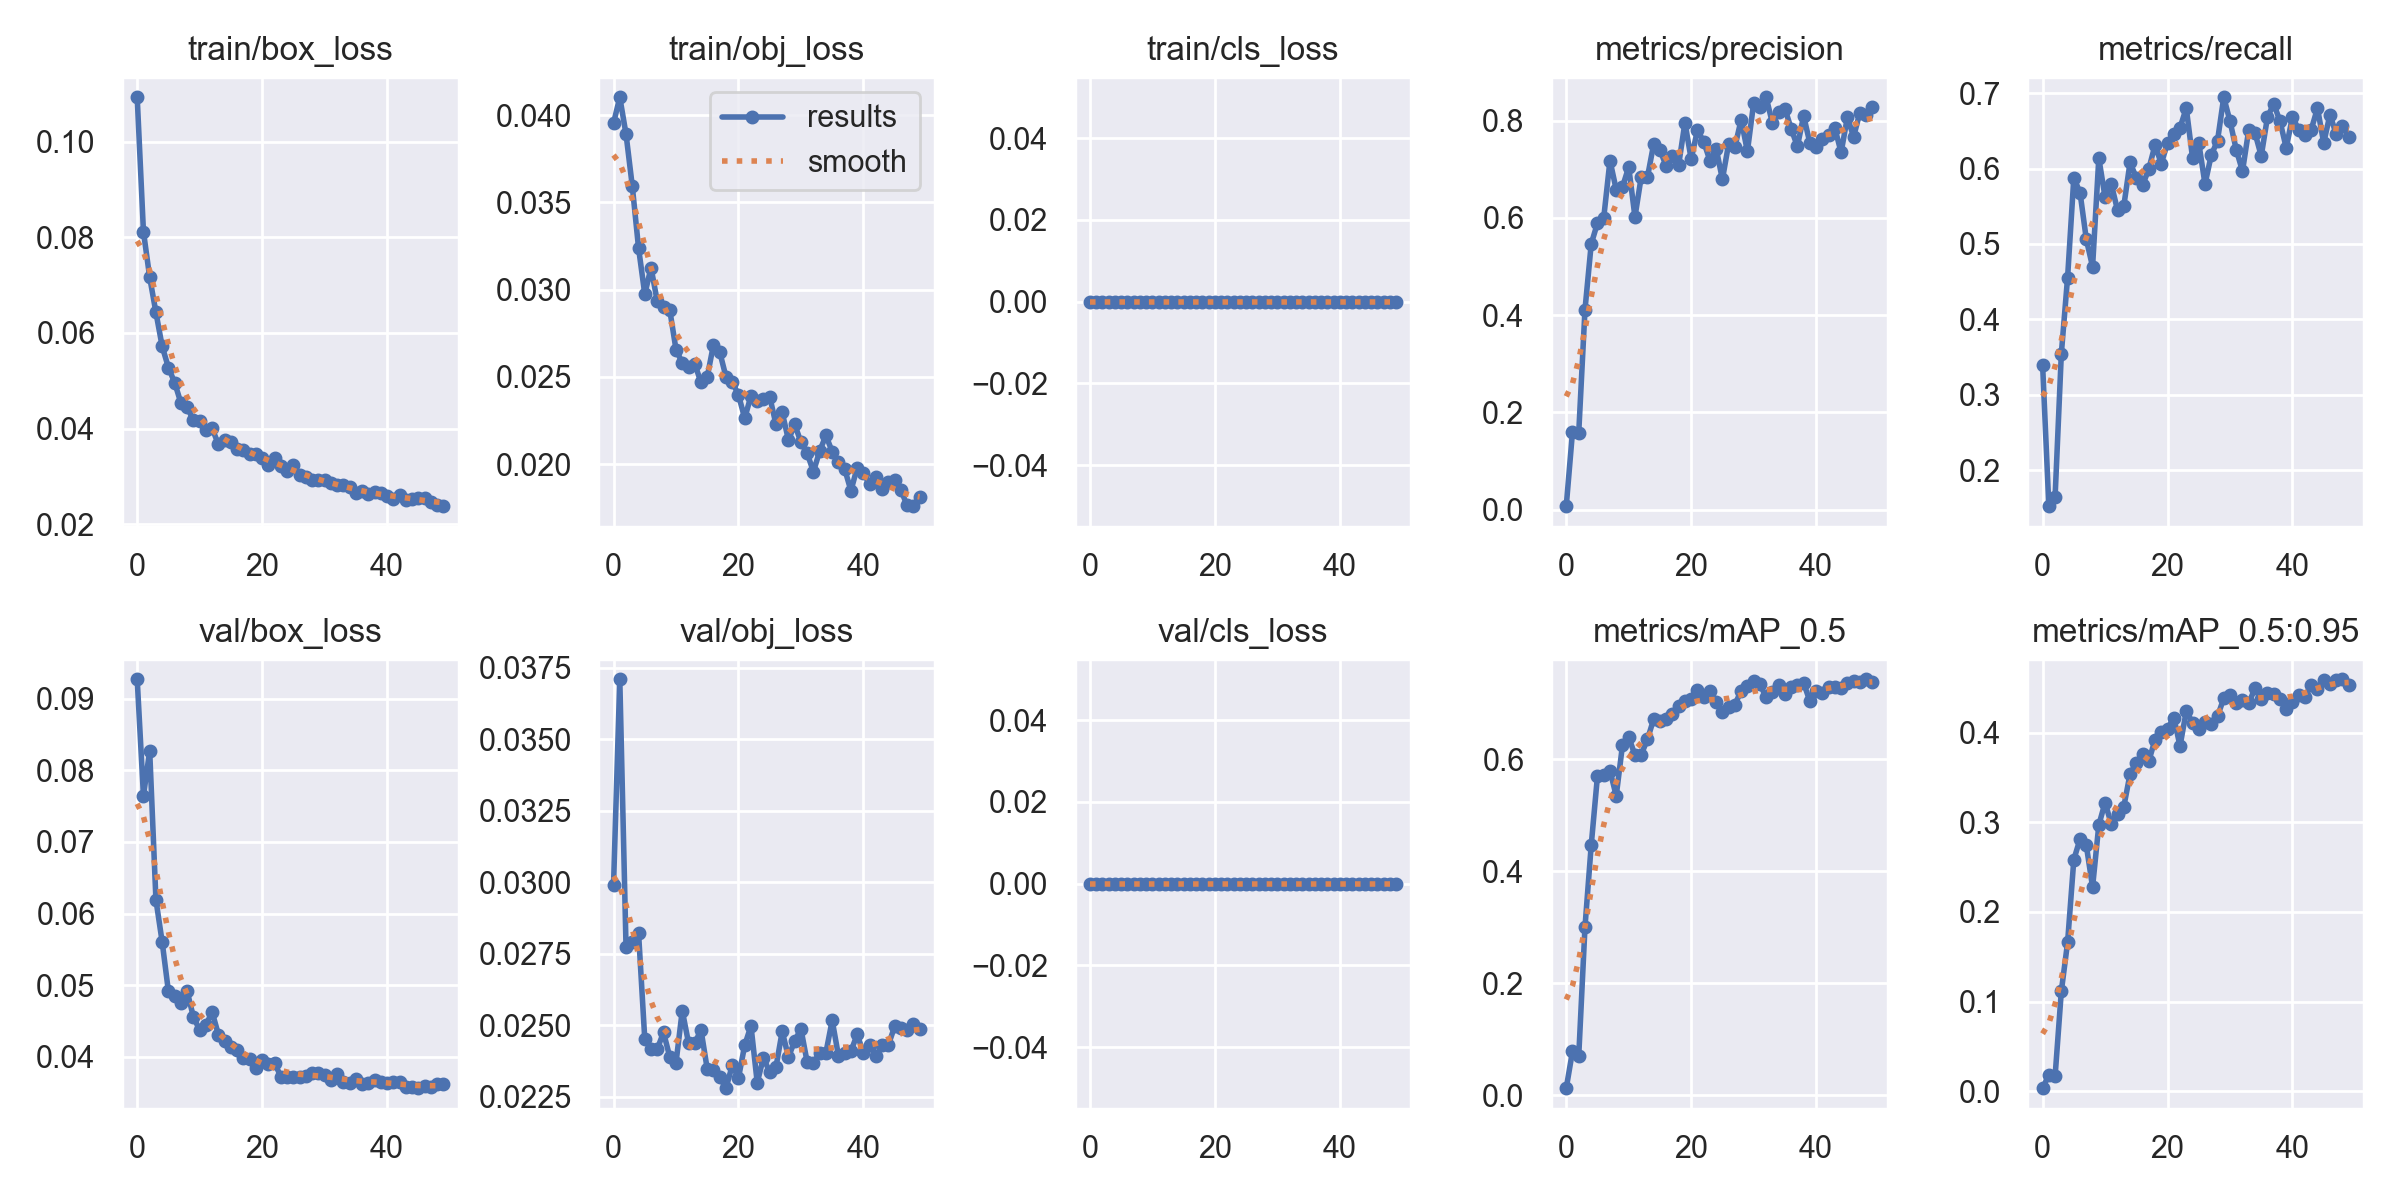 train/box_loss
0.10
0.08
0.06
0.04
0.02
0 20 40
train/obj_loss
results
smooth
0.040
0.035
0.030
0.025
0.020
0 20 40
train/cls_loss
0.04
0.02
0.00
−0.02
−0.04
0 20 40
metrics/precision
0.8
0.6
0.4
0.2
0.0
0 20 40
metrics/recall
0.7
0.6
0.5
0.4
0.3
0.2
0 20 40
val/box_loss
0.09
0.08
0.07
0.06
0.05
0.04
0 20 40
val/obj_loss
0.0375
0.0350
0.0325
0.0300
0.0275
0.0250
0.0225
0 20 40
val/cls_loss
0.04
0.02
0.00
−0.02
−0.04
0 20 40
metrics/mAP_0.5
0.6
0.4
0.2
0.0
0 20 40
metrics/mAP_0.5:0.95
0.4
0.3
0.2
0.1
0.0
0 20 40